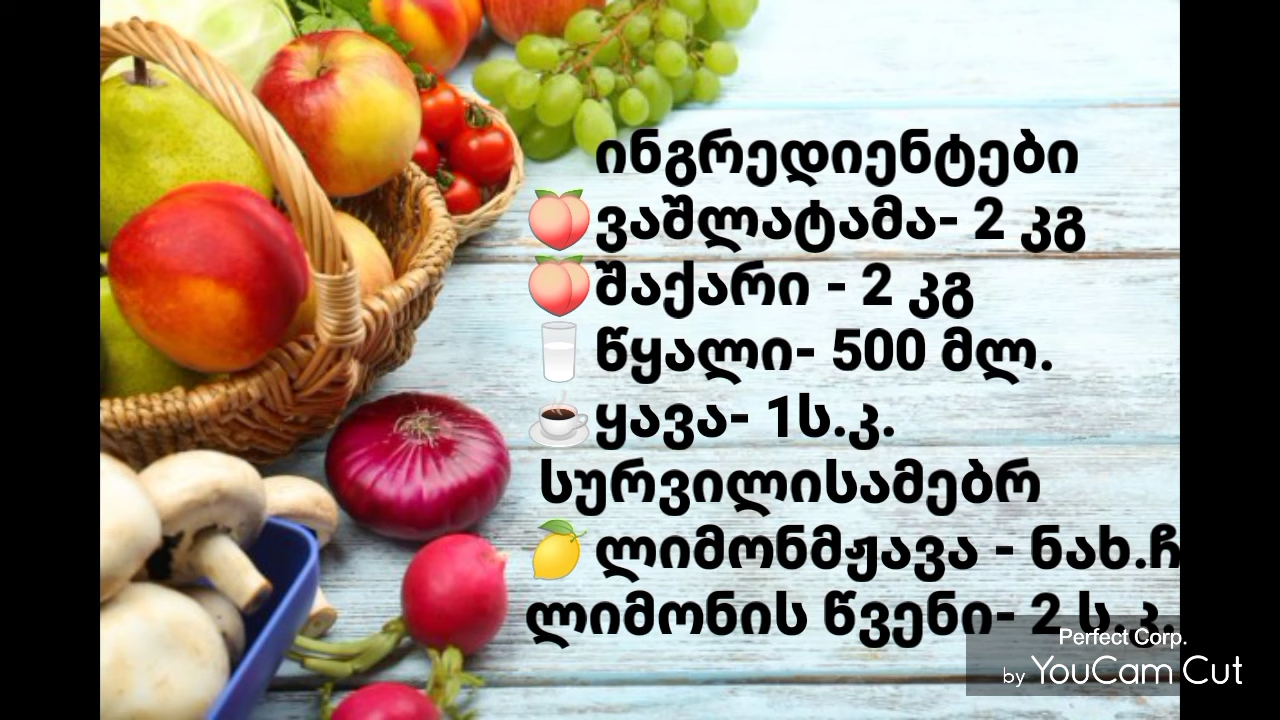 ინგრედიენტები
🍑ვაშლატამა- 2 კგ
🍑შაქარი - 2 კგ
🥛წყალი- 500 მლ.
☕ყავა- 1ს.კ.
სურვილისამებრ
🍋ლიმონმჟავა - ნახ.ჩ
ლიმონის წვენი- 2 ს.კ.
Perfect Corp.
by YouCam Cut